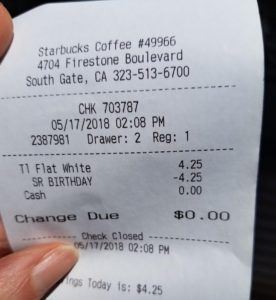 Starbucks Coffee #49966
4704 Firestone Boulevard
South Gate, CA 323-513-6700
CHK 703787
05/17/2018 02:08 PM
2387981 Drawer: 2 Reg: 1
Tl Flat White 4.25
SR BIRTHDAY -4.25
Cash 0.00
Change Due $0.00
Check Closed
05/17/2018 02:08 PM
Today is: $4.25